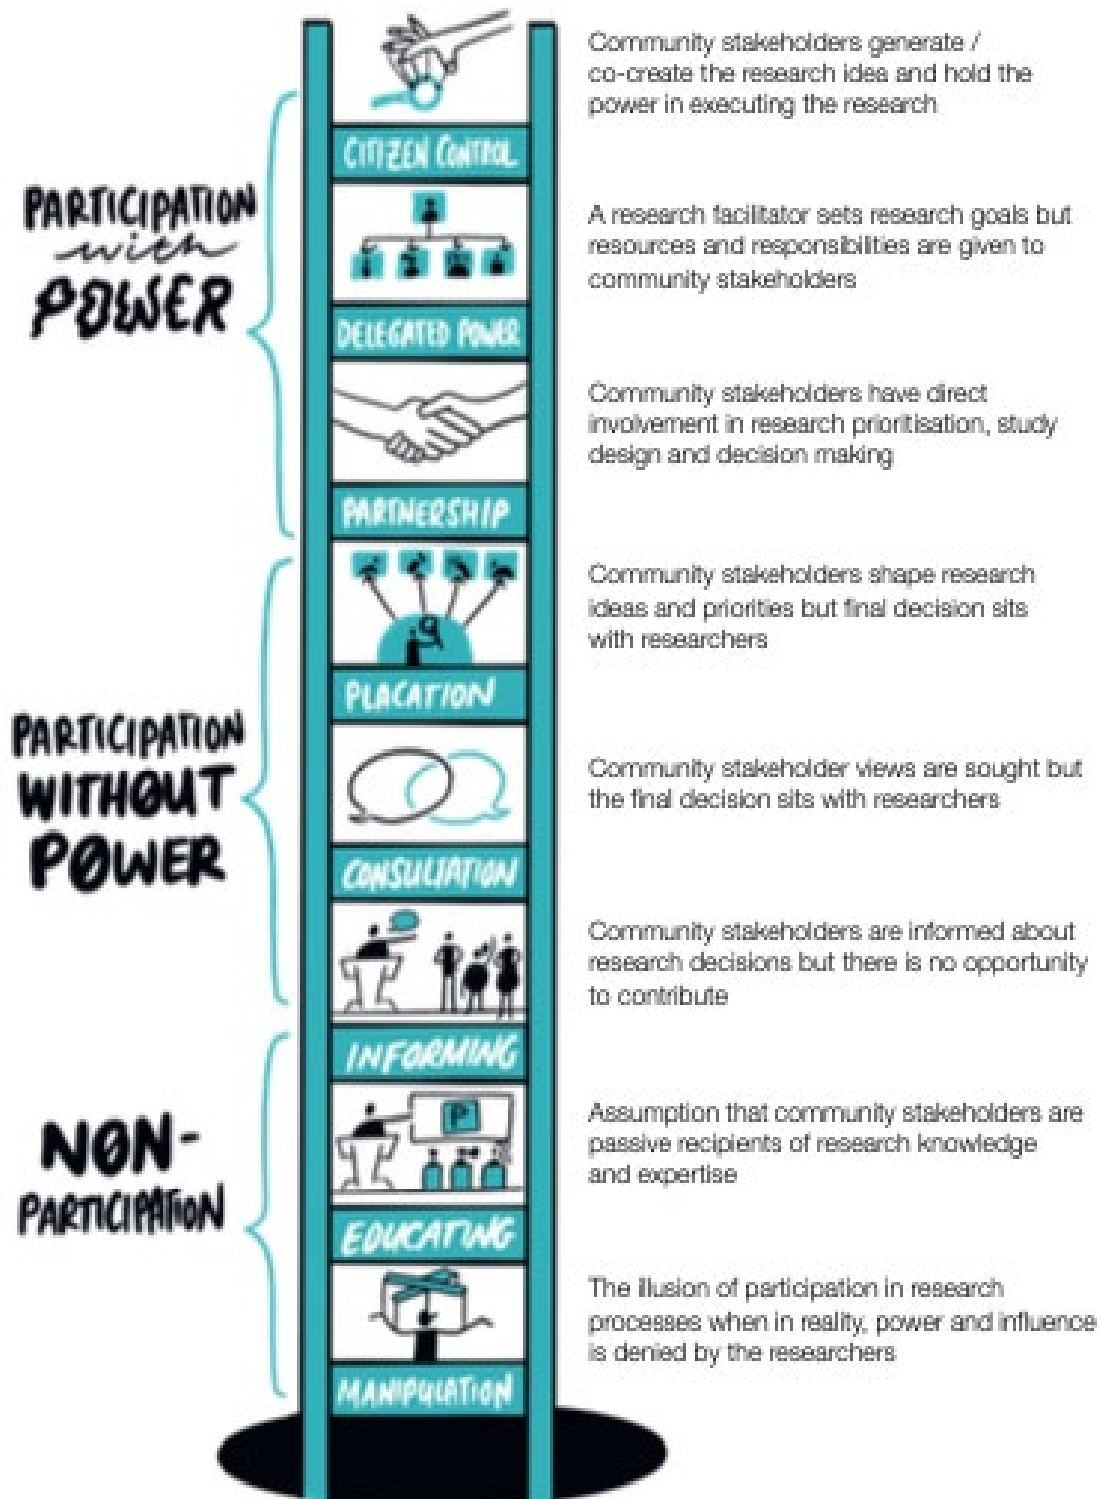 Community stakeholders generate /
co-create the research idea and hold the
power in executing the research
CITIZEN CONTROL
PARTICIPATION
with
POWER
A research facilitator sets research goals but
resources and responsibilities are given to
community stakeholders
DELEGATED POWER
Community stakeholders have direct
involvement in research prioritisation, study
design and decision making
PARTNERSHIP
Community stakeholders shape research
ideas and priorities but final decision sits
with researchers
PLACATION
PARTICIPATION
WITHOUT
POWER
Community stakeholder views are sought but
the final decision sits with researchers
CONSULTATION
Community stakeholders are informed about
research decisions but there is no opportunity
to contribute
INFORMING
NON-
PARTICIPATION
P
Assumption that community stakeholders are
passive recipients of research knowledge
and expertise
EDUCATING
The illusion of participation in research
processes when in reality, power and influence
is denied by the researchers
MANIPULATION